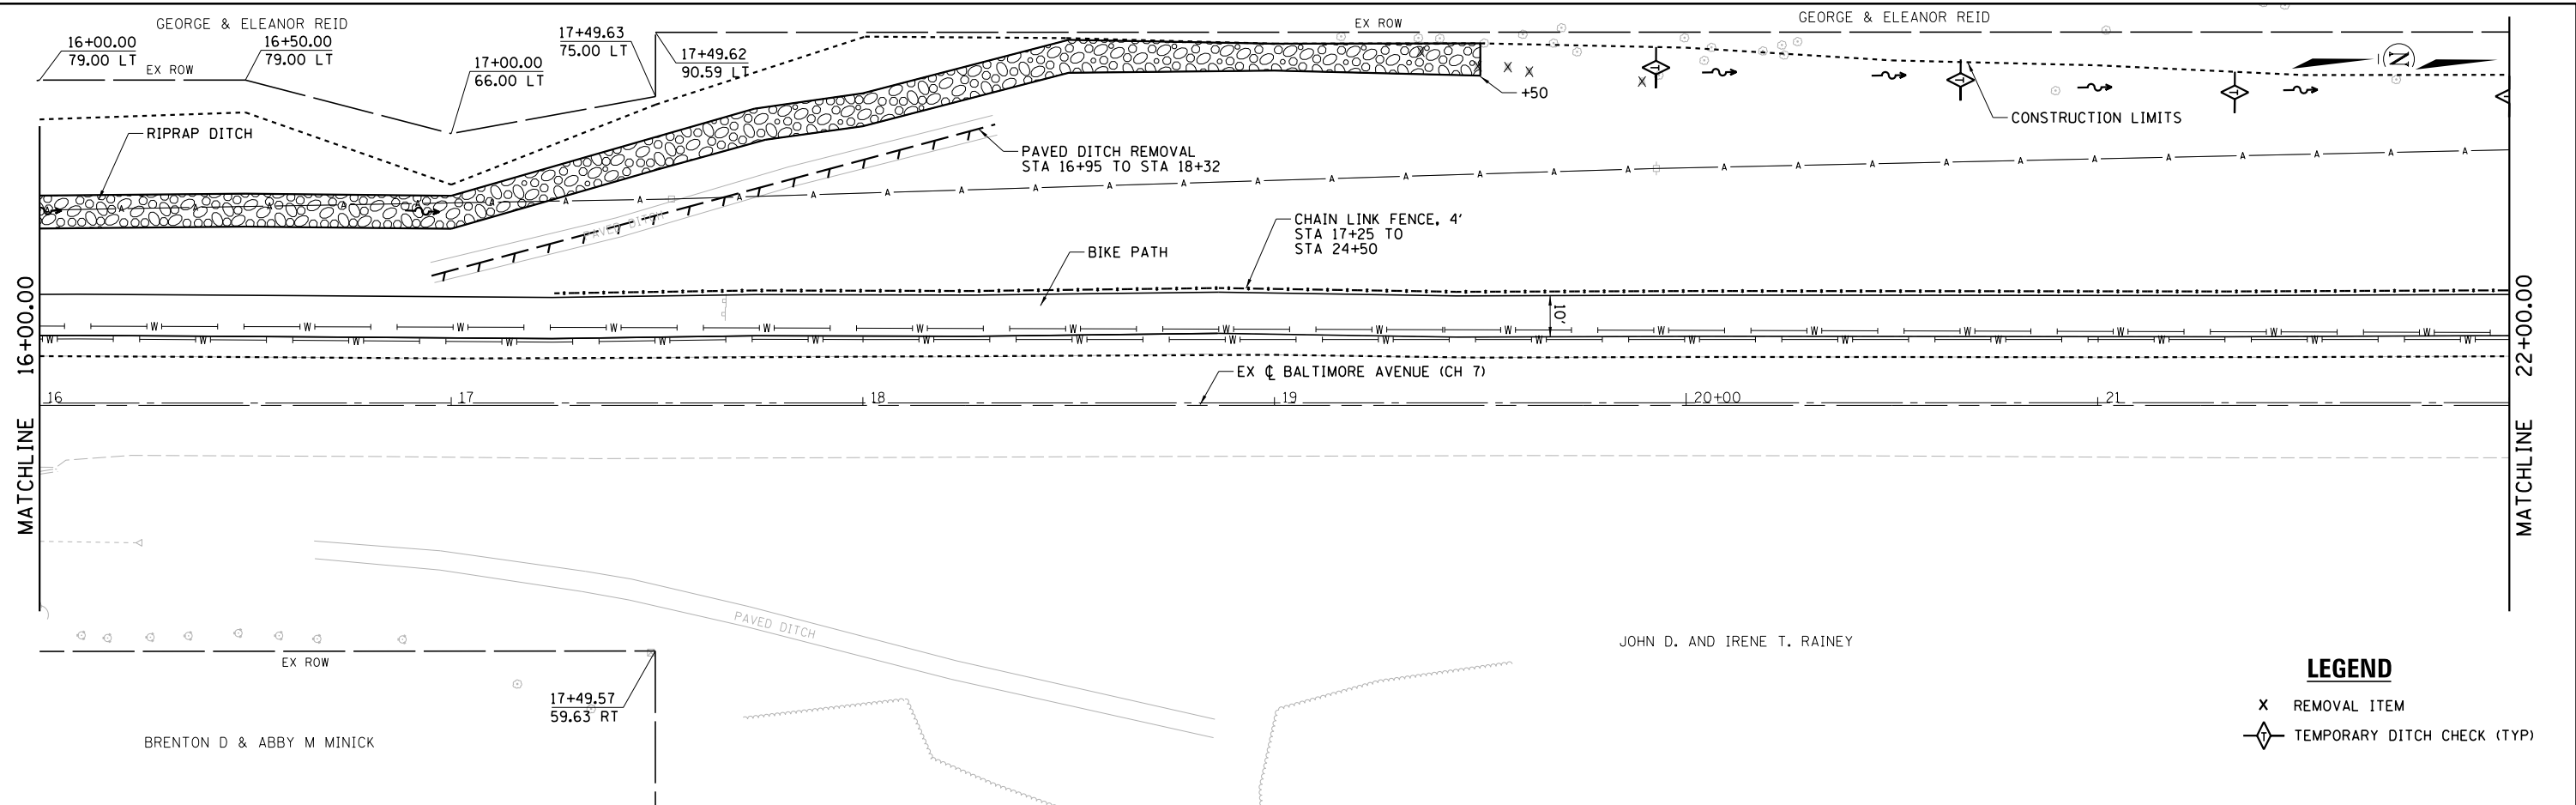 GEORGE & ELEANOR REID
GEORGE & ELEANOR REID
16+00.00
79.00 LT
16+50.00
79.00 LT
EX ROW
17+00.00
66.00 LT
17+49.63
75.00 LT
17+49.62
90.59 LT
EX ROW
+50
CONSTRUCTION LIMITS
N
RIPRAP DITCH
PAVED DITCH REMOVAL
STA 16+95 TO STA 18+32
PAVED DITCH
CHAIN LINK FENCE, 4'
STA 17+25 TO
STA 24+50
BIKE PATH
10'
EX ℄ BALTIMORE AVENUE (CH 7)
16
17
18
19
20+00
21
MATCHLINE 16+00.00
MATCHLINE 22+00.00
PAVED DITCH
EX ROW
17+49.57
59.63 RT
BRENTON D & ABBY M MINICK
JOHN D. AND IRENE T. RAINEY
LEGEND
X REMOVAL ITEM
T TEMPORARY DITCH CHECK (TYP)